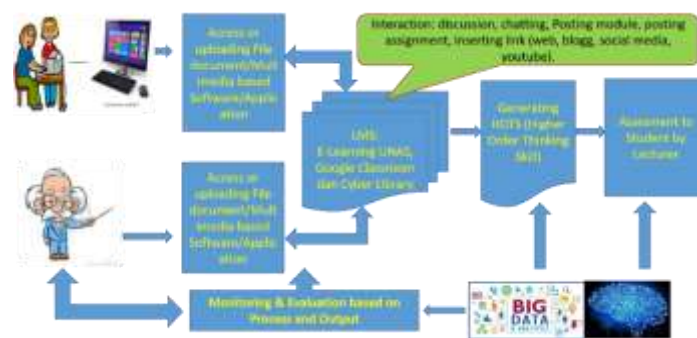 Access or
uploading File
document/Mult
imedia based
Software/Applic
ation
Interaction: discussion, chatting, Posting module, posting
assignment, inserting link (web, blogg, social media,
youtube).
LMS:
E-Learning UNAS,
Google Classroom
dan Cyber Library
Generating
HOTS (Higher
Order Thinking
Skill)
Assessment to
Student by
Lecturer
Access or
uploading File
document/Mult
imedia based
Software/Applic
ation
Monitoring & Evaluation based on
Process and Output
BIG
DATA